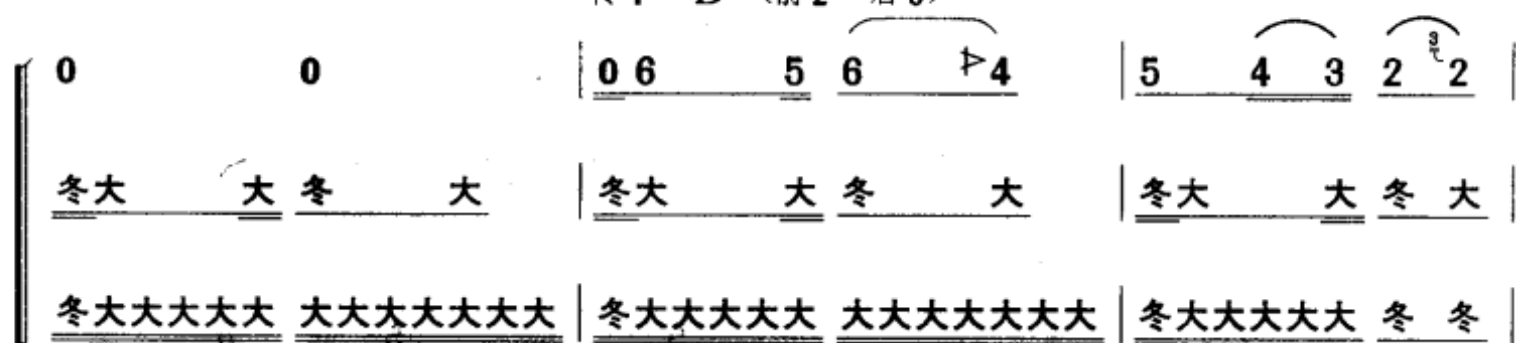 0 0 | 0 6 5 6 4 | 5 4 3 2 3 2 |
冬大 大 冬 大 | 冬大 大 冬 大 | 冬大 大 冬 大 |
冬大大大大大 大大大大大大大 | 冬大大大大大 大大大大大大大 | 冬大大大大大 冬 冬 |